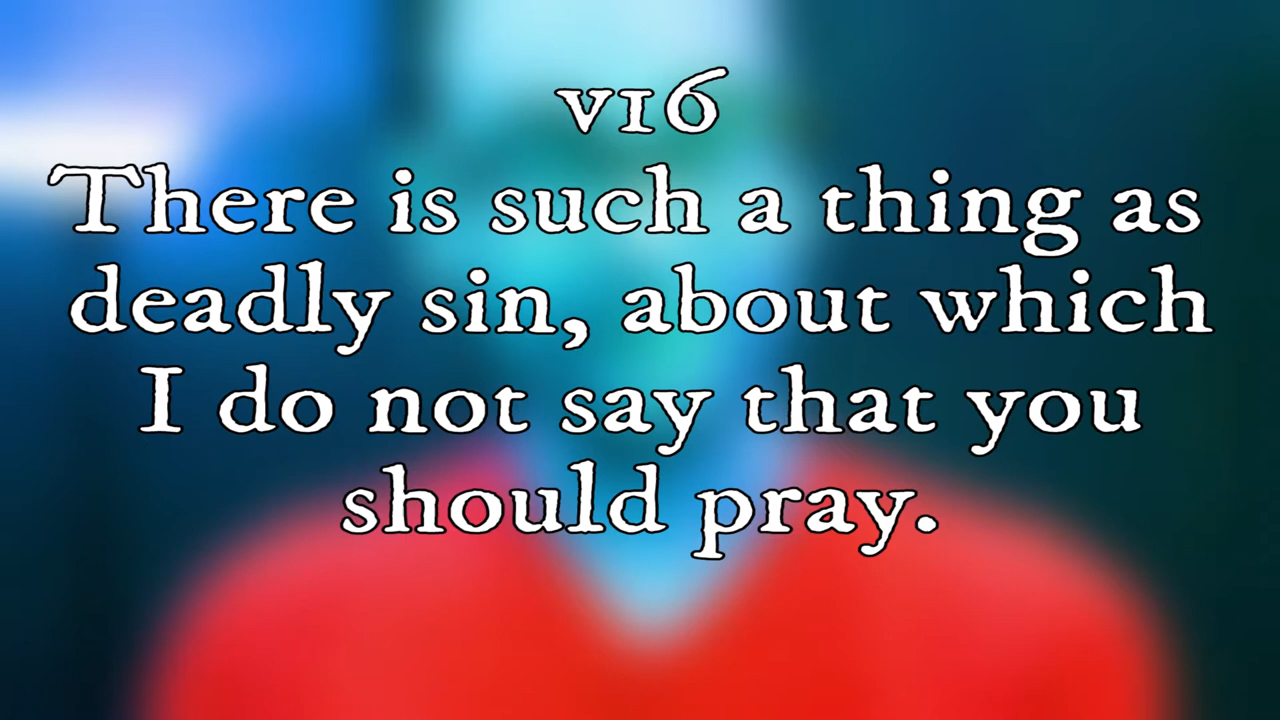 v16
There is such a thing as
deadly sin, about which
I do not say that you
should pray.